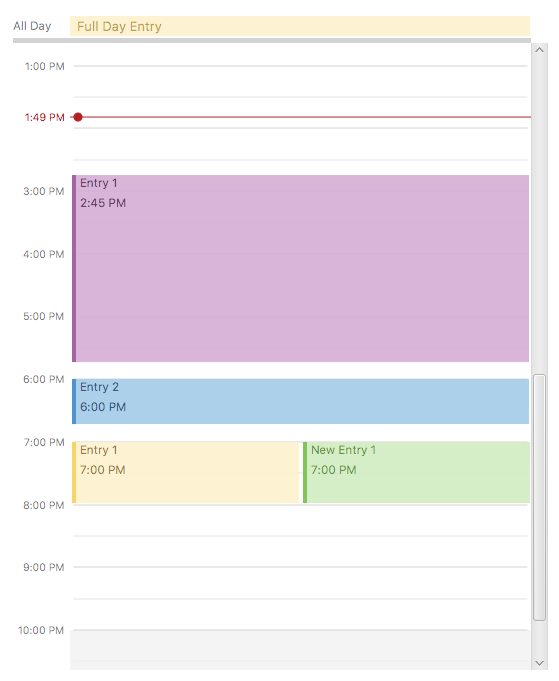 All Day
Full Day Entry
1:00 PM
1:49 PM
Entry 1
2:45 PM
3:00 PM
4:00 PM
5:00 PM
6:00 PM
Entry 2
6:00 PM
7:00 PM
Entry 1
7:00 PM
New Entry 1
7:00 PM
8:00 PM
9:00 PM
10:00 PM